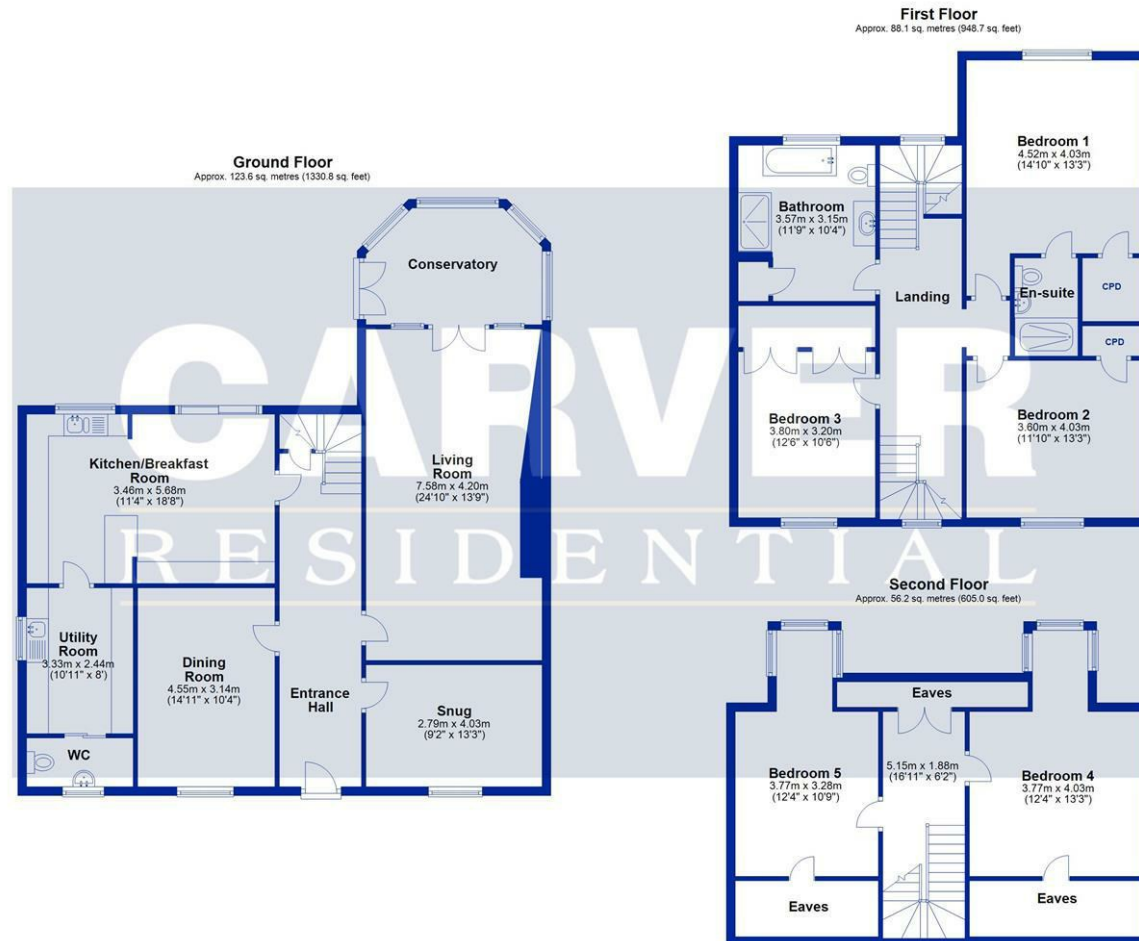 Ground Floor
Approx. 123.6 sq. metres (1330.8 sq. feet)
Conservatory
Kitchen/Breakfast
Room
3.46m x 5.68m
(11'4" x 18'8")
Living
Room
7.58m x 4.20m
(24'10" x 13'9")
Utility
Room
3.33m x 2.44m
(10'11" x 8')
Dining
Room
4.55m x 3.14m
(14'11" x 10'4")
Entrance
Hall
Snug
2.79m x 4.03m
(9'2" x 13'3")
WC
First Floor
Approx. 88.1 sq. metres (948.7 sq. feet)
Bedroom 1
4.52m x 4.03m
(14'10" x 13'3")
Bathroom
3.57m x 3.15m
(11'9" x 10'4")
Landing
En-suite
CPD
CPD
Bedroom 3
3.80m x 3.20m
(12'6" x 10'6")
Bedroom 2
3.60m x 4.03m
(11'10" x 13'3")
Second Floor
Approx. 56.2 sq. metres (605.0 sq. feet)
Eaves
5.15m x 1.88m
(16'11" x 6'2")
Bedroom 5
3.77m x 3.28m
(12'4" x 10'9")
Bedroom 4
3.77m x 4.03m
(12'4" x 13'3")
Eaves
Eaves
CARVER
RESIDENTIAL